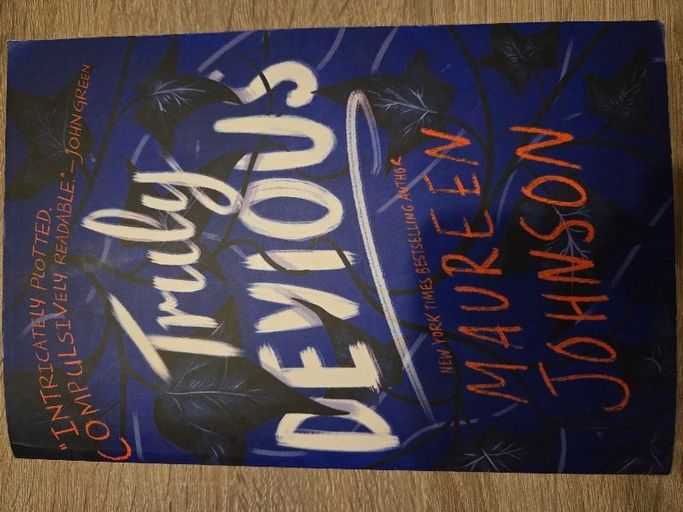 "INTRICATELY PLOTTED,
COMPULSIVELY READABLE."—JOHN GREEN
Truly
DEVIOUS
NEW YORK TIMES BESTSELLING AUTHOR
MAUREEN
JOHNSON